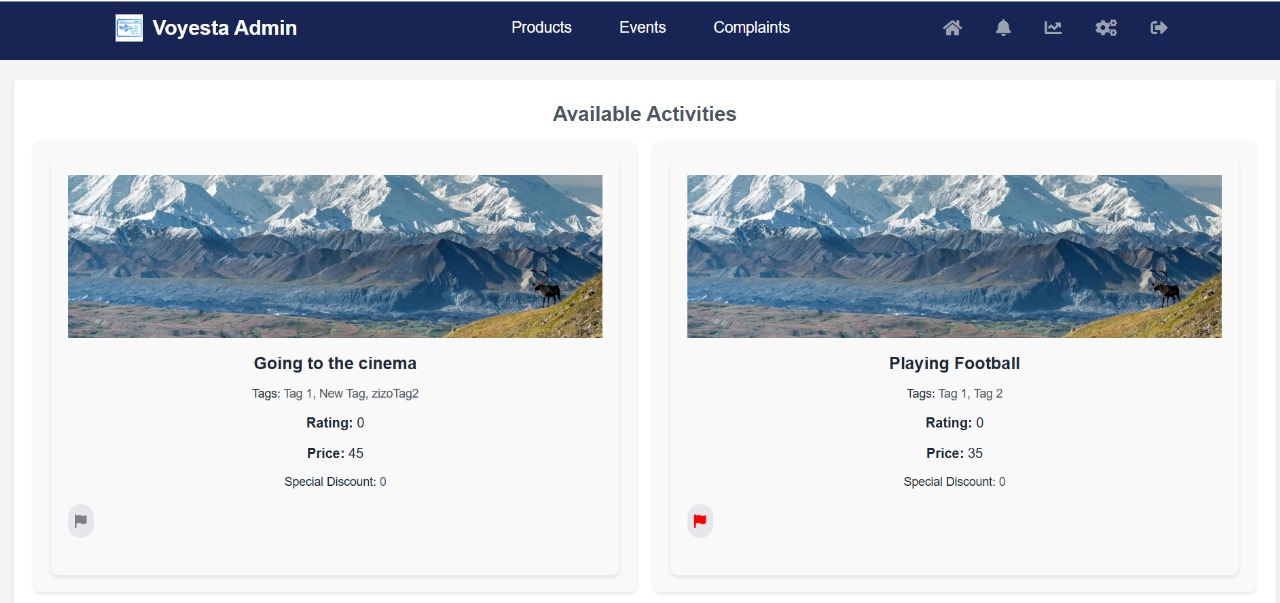 Voyesta Admin Products Events Complaints
Available Activities
Going to the cinema
Tags: Tag 1, New Tag, zizoTag2
Rating: 0
Price: 45
Special Discount: 0
Playing Football
Tags: Tag 1, Tag 2
Rating: 0
Price: 35
Special Discount: 0